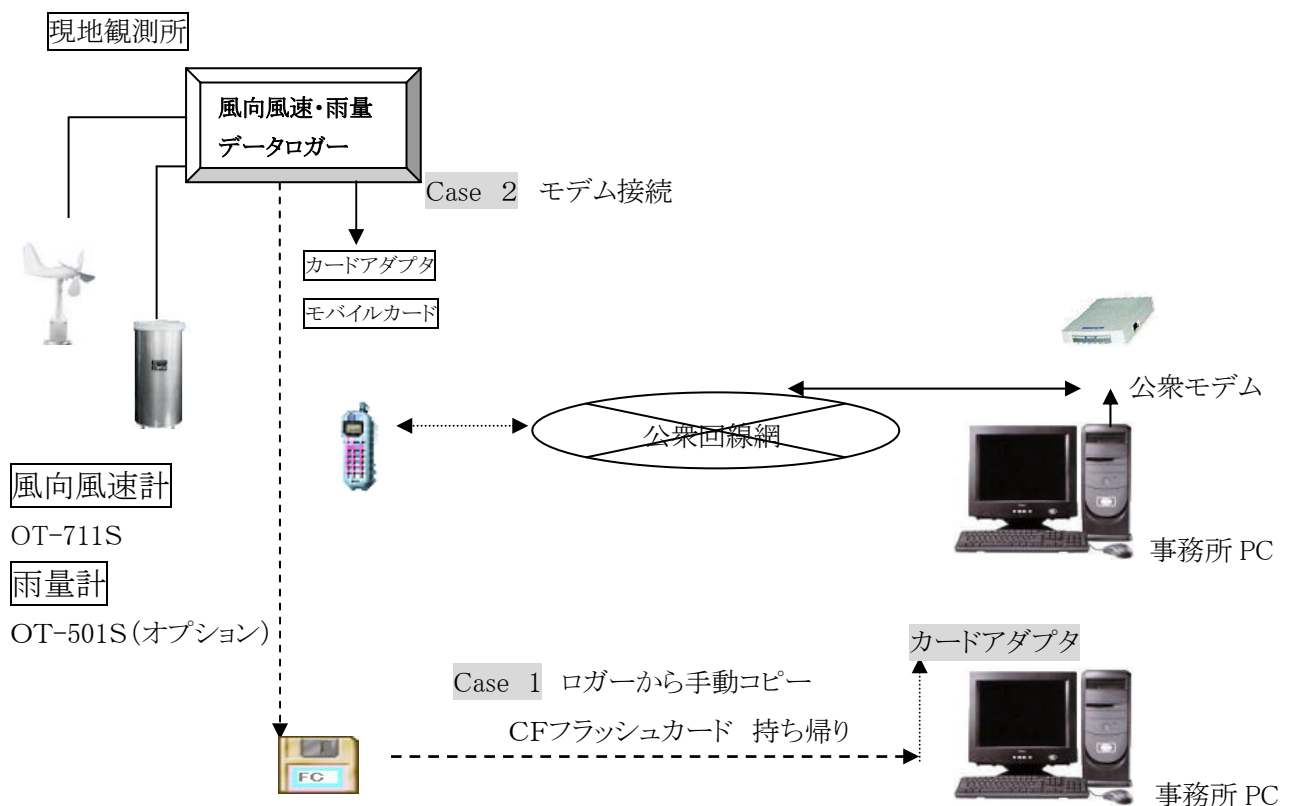 現地観測所
風向風速・雨量
データロガー
Case 2 モデム接続
カードアダプタ
モバイルカード
公衆モデム
公衆回線網
風向風速計
OT-711S
事務所 PC
雨量計
OT-501S(オプション)
カードアダプタ
Case 1 ロガーから手動コピー
CFフラッシュカード 持ち帰り
FC
事務所 PC